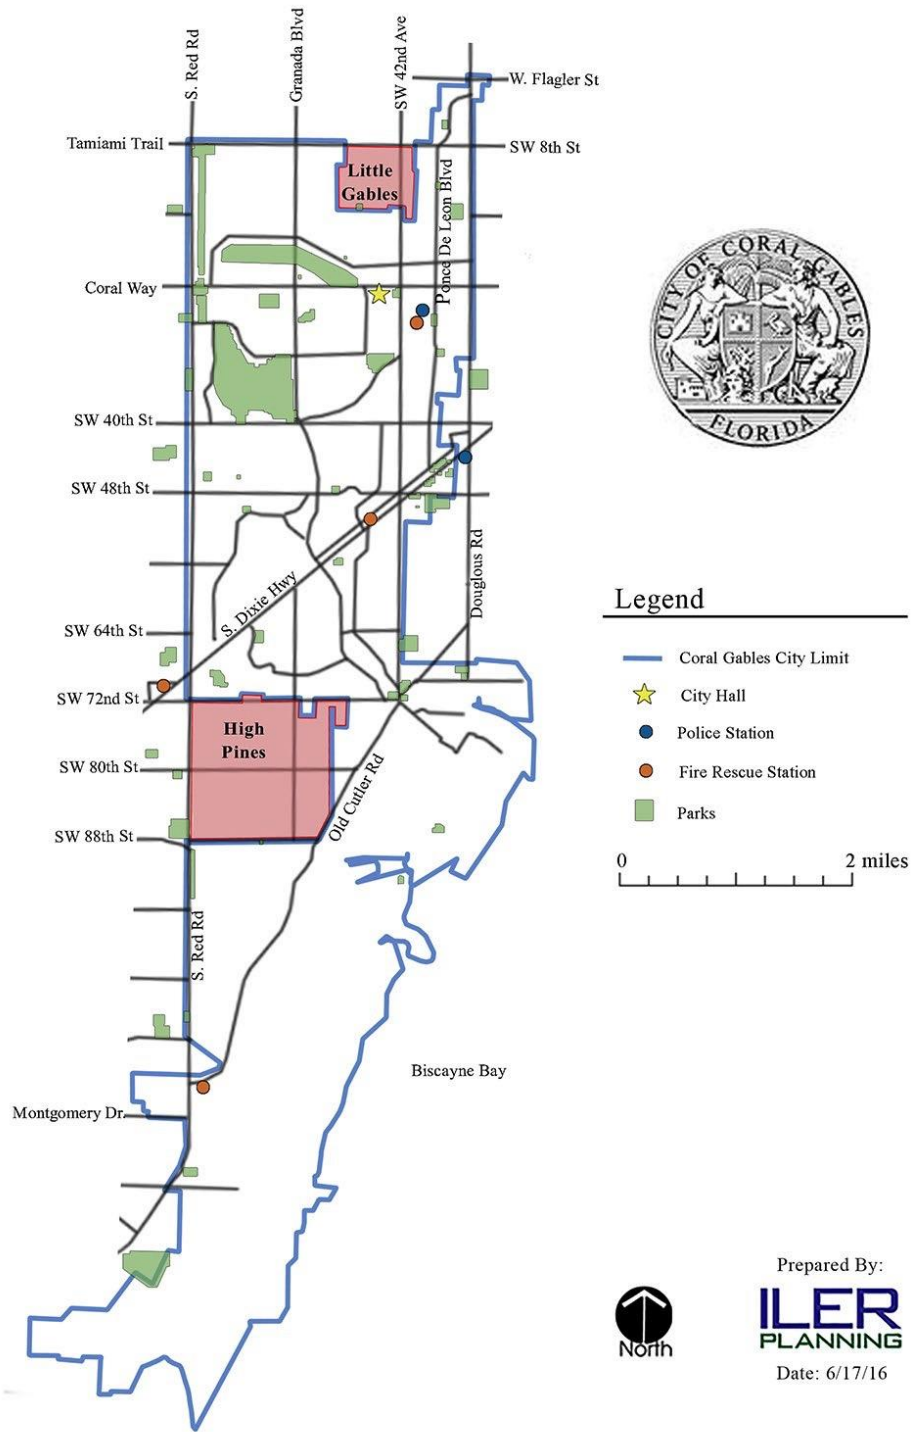 S. Red Rd
Granada Blvd
SW 42nd Ave
W. Flagler St
Tamiami Trail
SW 8th St
Little
Gables
Ponce De Leon Blvd
Coral Way
SW 40th St
SW 48th St
Douglous Rd
S. Dixie Hwy
SW 64th St
SW 72nd St
High
Pines
SW 80th St
Old Cutler Rd
SW 88th St
S. Red Rd
Biscayne Bay
Montgomery Dr.
CITY OF CORAL GABLES
FLORIDA
Legend
Coral Gables City Limit
City Hall
Police Station
Fire Rescue Station
Parks
0 2 miles
North
Prepared By:
ILER
PLANNING
Date: 6/17/16